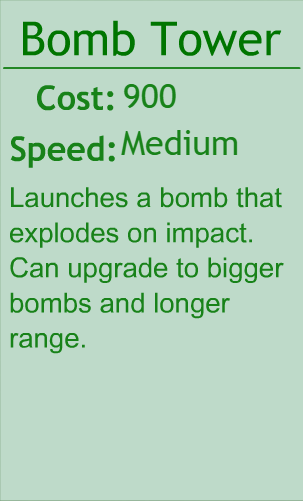 Bomb Tower
Cost: 900
Speed: Medium
Launches a bomb that
explodes on impact.
Can upgrade to bigger
bombs and longer
range.